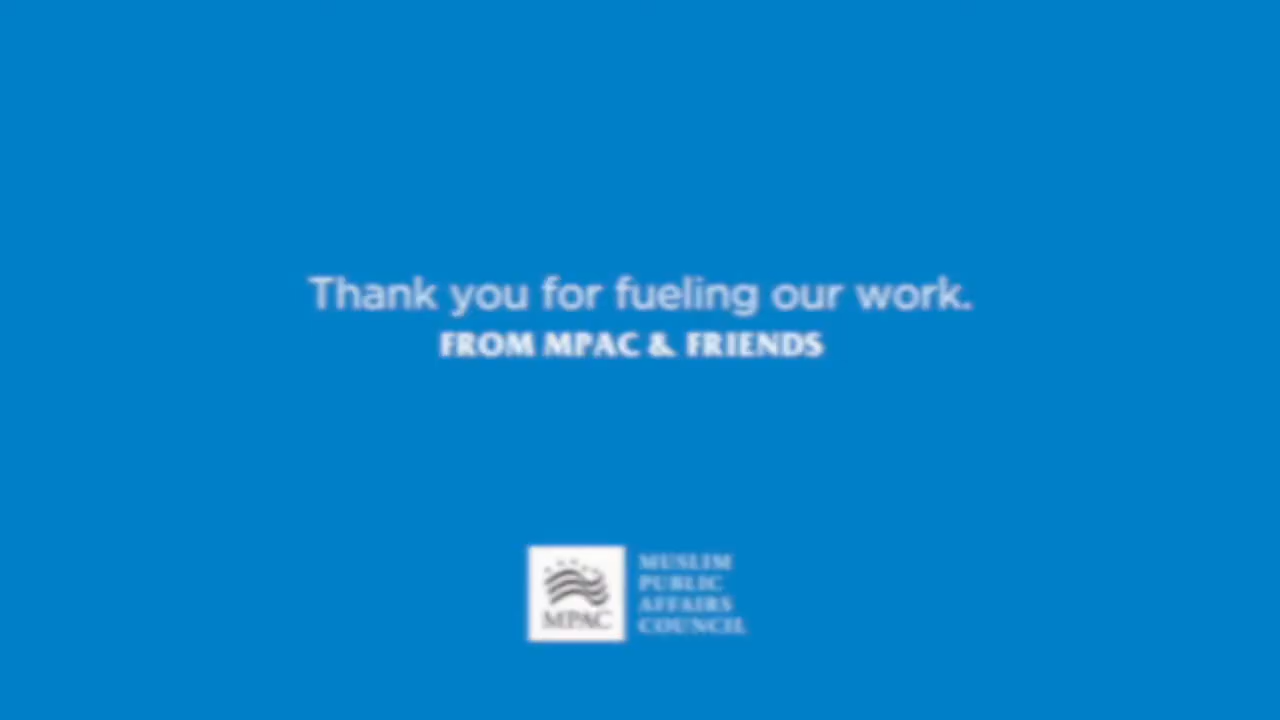 Thank you for fueling our work.
FROM MPAC & FRIENDS
MPAC
MUSLIM
PUBLIC
AFFAIRS
COUNCIL